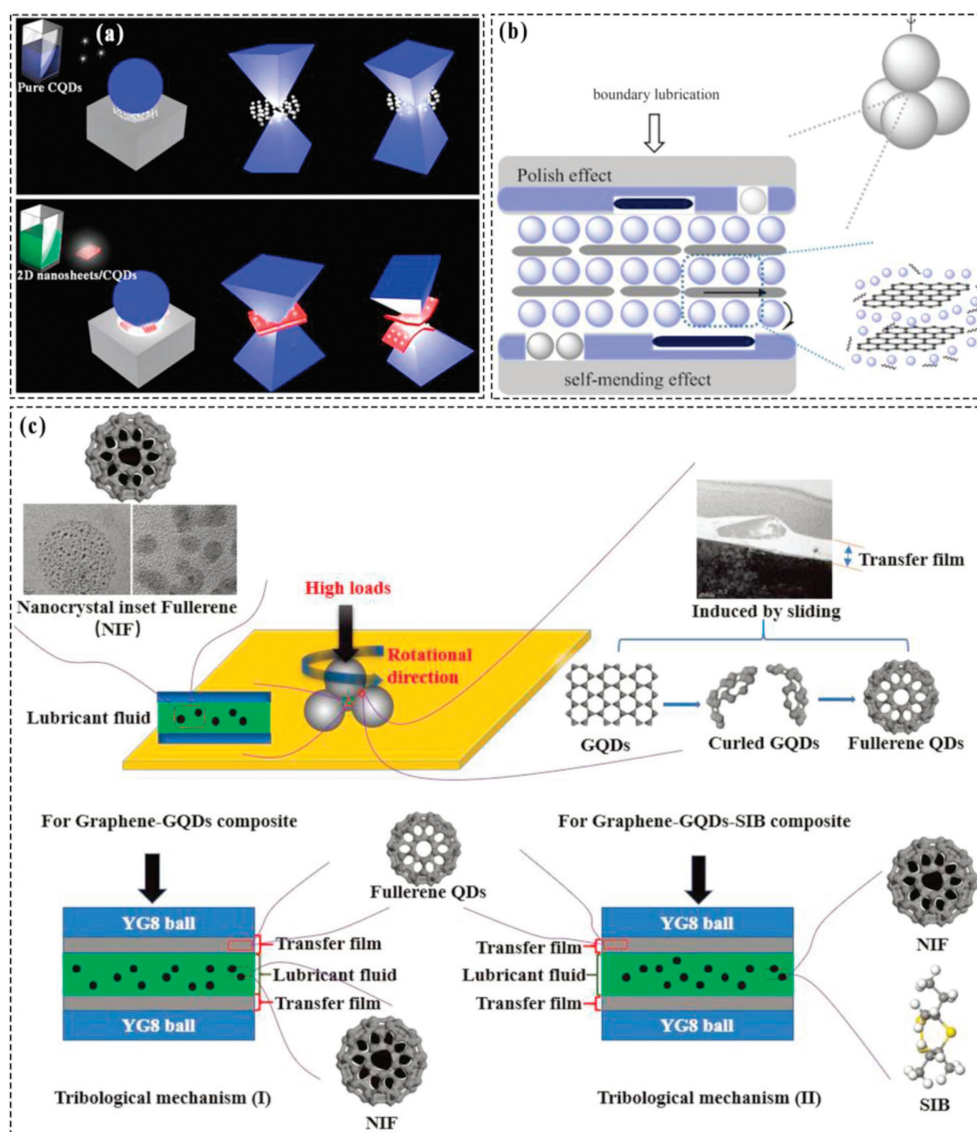 (a)
Pure CQDs
2D nanosheets/CQDs
(b)
boundary lubrication
Polish effect
self-mending effect
(c)
Nanocrystal inset Fullerene
(NIF)
High loads
Rotational
direction
Lubricant fluid
Transfer film
Induced by sliding
GQDs
Curled GQDs
Fullerene QDs
For Graphene-GQDs composite
Fullerene QDs
YG8 ball
Transfer film
Lubricant fluid
Transfer film
YG8 ball
NIF
Tribological mechanism (I)
For Graphene-GQDs-SIB composite
YG8 ball
Transfer film
Lubricant fluid
Transfer film
YG8 ball
NIF
SIB
Tribological mechanism (II)